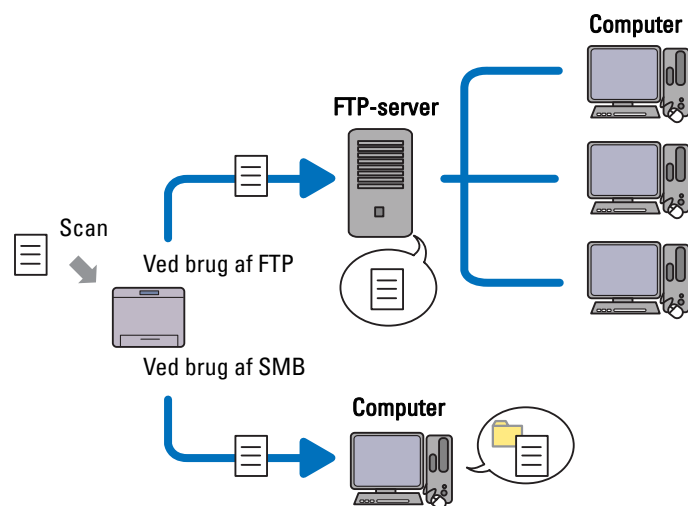 Computer
FTP-server
Scan
Ved brug af FTP
Ved brug af SMB
Computer